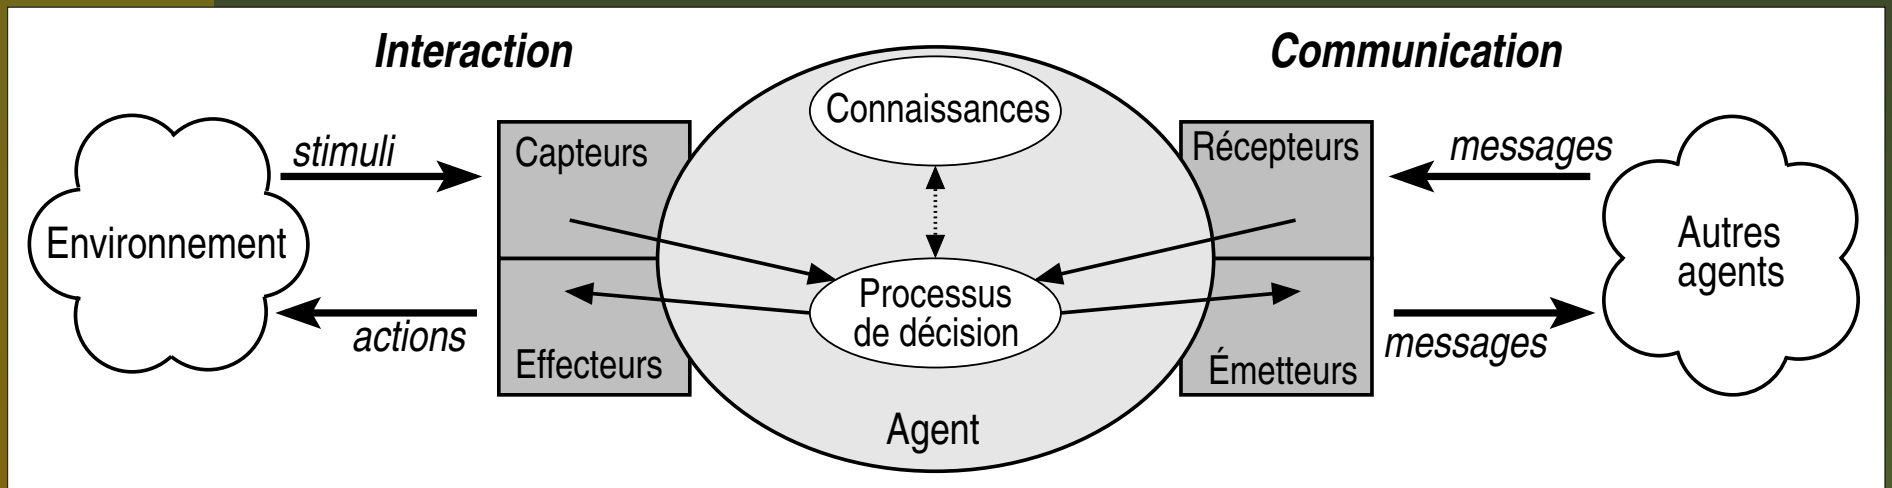 Interaction
Communication
Connaissances
Capteurs
Récepteurs
stimuli
messages
Environnement
Autres
agents
Processus
de décision
actions
messages
Effecteurs
Émetteurs
Agent